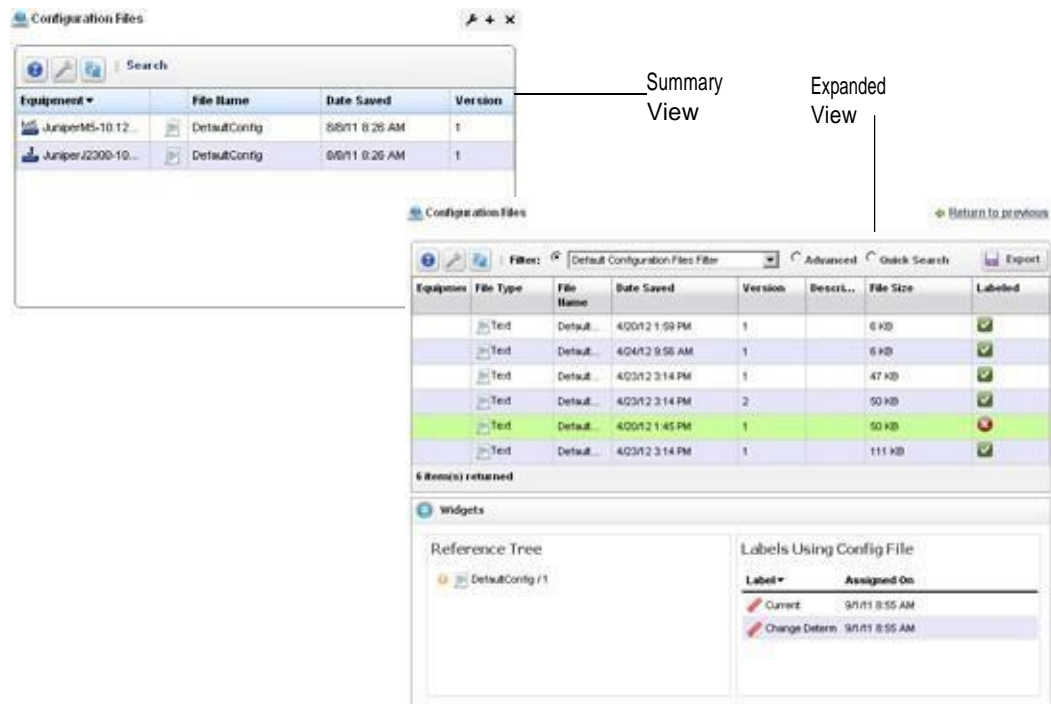 Configuration Files
Search
Equipment File Name Date Saved Version
JuniperM5-10.12... DefaultConfig 8/8/11 8:26 AM 1
JuniperJ2300-10... DefaultConfig 8/8/11 8:26 AM 1
Summary
View
Expanded
View
Configuration Files Return to previous
Filter: Default Configuration Files Filter Advanced Quick Search Export
Equipmen File Type File Name Date Saved Version Descri... File Size Labeled
Text Default... 4/20/12 1:59 PM 1 6 KB
Text Default... 4/24/12 9:56 AM 1 6 KB
Text Default... 4/23/12 3:14 PM 1 47 KB
Text Default... 4/23/12 3:14 PM 2 50 KB
Text Default... 4/20/12 1:45 PM 1 50 KB
Text Default... 4/23/12 3:14 PM 1 111 KB
6 item(s) returned
Widgets
Reference Tree Labels Using Config File
DefaultConfig / 1 Label Assigned On
Current 9/1/11 8:55 AM
Change Determ 9/1/11 8:55 AM